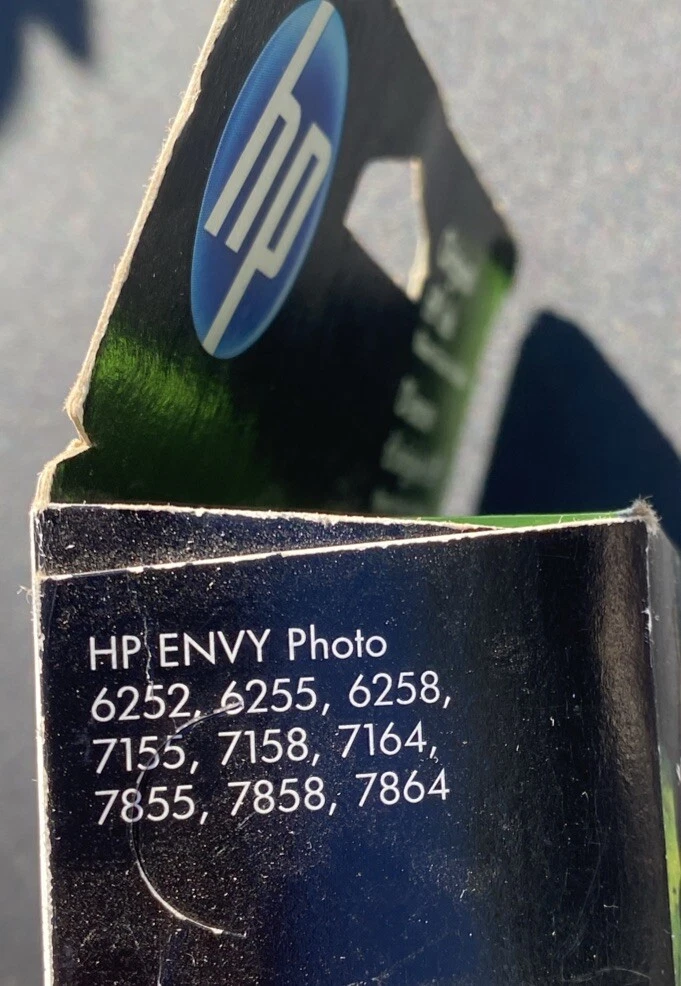 hp
HP ENVY Photo
6252, 6255, 6258,
7155, 7158, 7164,
7855, 7858, 7864